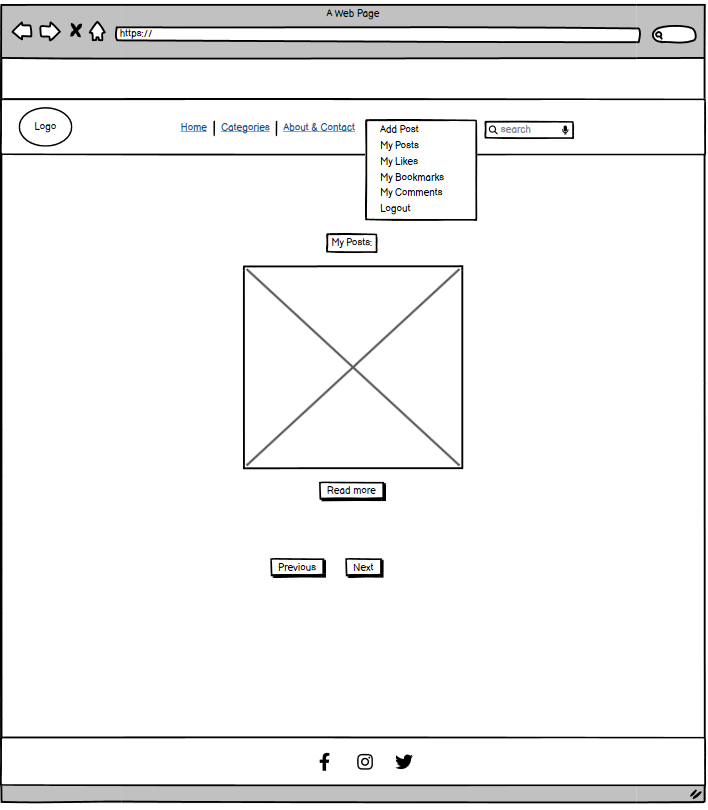 A Web Page
https://
Logo
Home | Categories | About & Contact
Add Post
My Posts
My Likes
My Bookmarks
My Comments
Logout
search
My Posts:
Read more
Previous
Next